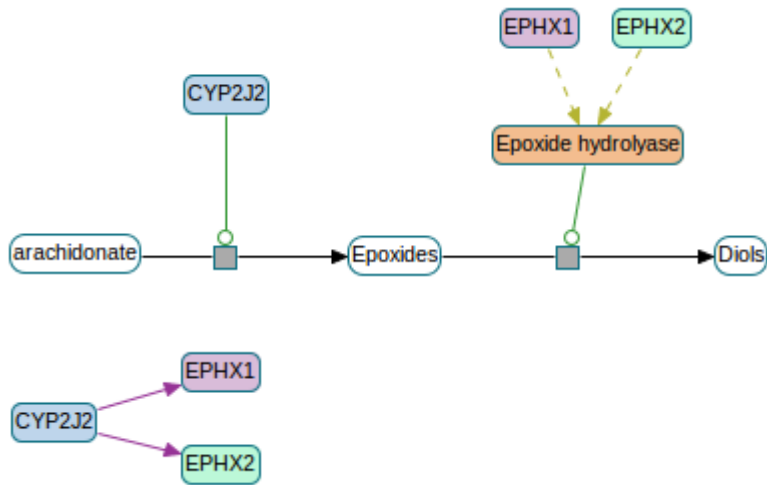 EPHX1
EPHX2
CYP2J2
Epoxide hydrolyase
arachidonate
Epoxides
Diols
EPHX1
CYP2J2
EPHX2